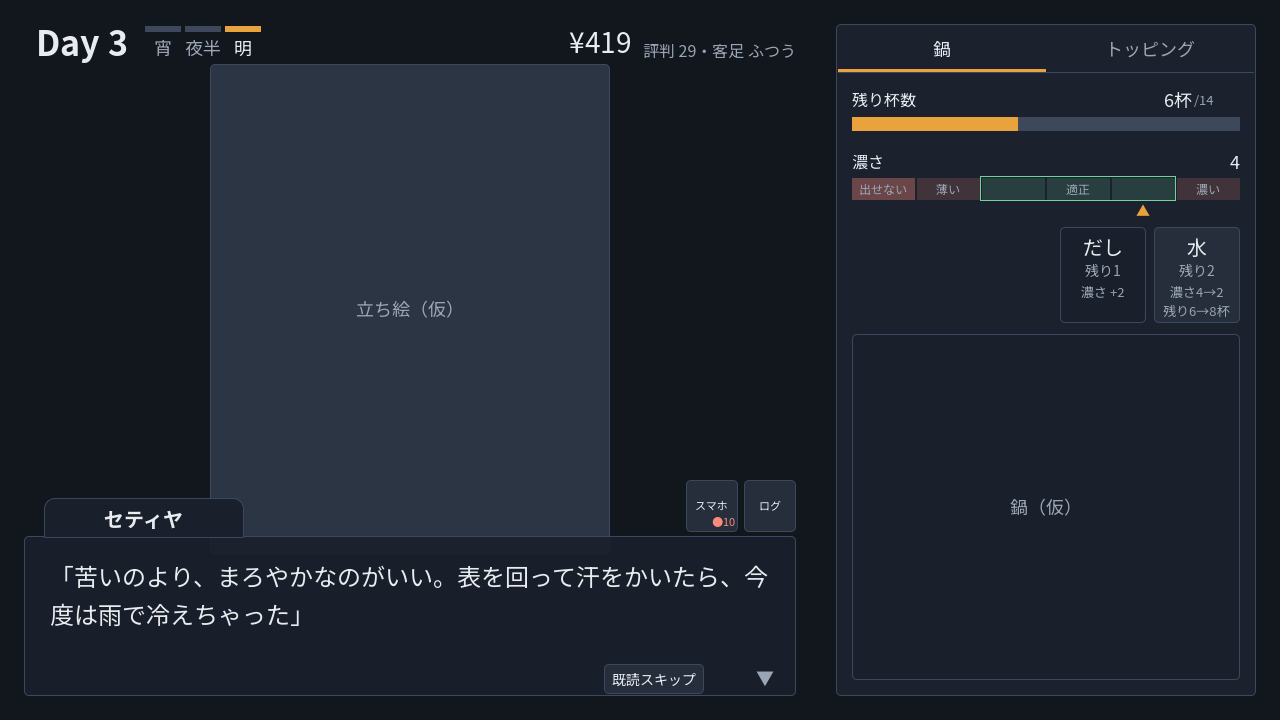 Day 3
宵 夜半 明
¥419
評判 29・客足 ふつう
立ち絵（仮）
スマホ
10
ログ
セティヤ
「苦いのより、まろやかなのがいい。表を回って汗をかいたら、今
度は雨で冷えちゃった」
既読スキップ
▼
鍋
トッピング
残り杯数
6杯/14
濃さ
4
出せない 薄い 適正 濃い
▲
だし
残り1
濃さ +2
水
残り2
濃さ4→2
残り6→8杯
鍋（仮）